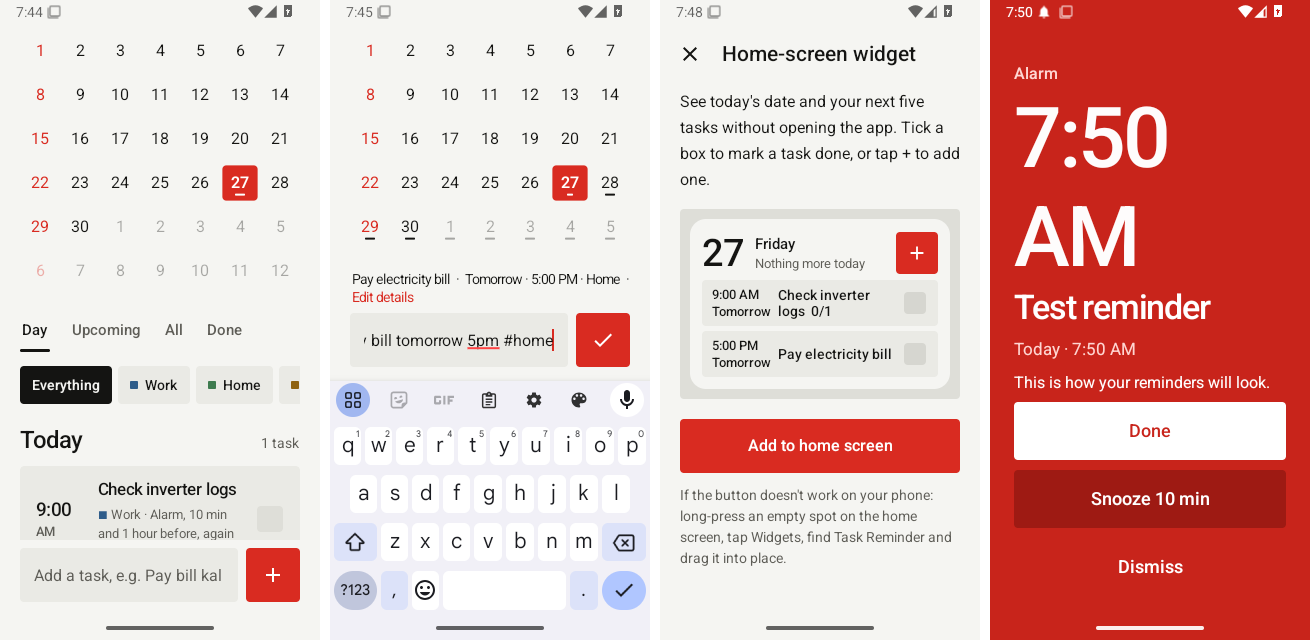 7:44
1 2 3 4 5 6 7
8 9 10 11 12 13 14
15 16 17 18 19 20 21
22 23 24 25 26 27 28
29 30 1 2 3 4 5
6 7 8 9 10 11 12
Day Upcoming All Done
Everything Work Home
Today 1 task
9:00 AM
Check inverter logs
Work · Alarm, 10 min
and 1 hour before, again
Add a task, e.g. Pay bill kal
+
7:45
1 2 3 4 5 6 7
8 9 10 11 12 13 14
15 16 17 18 19 20 21
22 23 24 25 26 27 28
29 30 1 2 3 4 5
Pay electricity bill · Tomorrow · 5:00 PM · Home ·
Edit details
bill tomorrow 5pm #home
GIF
q1 w2 e3 r4 t5 y6 u7 i8 o9 p0
a s d f g h j k l
z x c v b n m
?123 , .
7:48
Home-screen widget
See today's date and your next five
tasks without opening the app. Tick a
box to mark a task done, or tap + to add
one.
27 Friday
Nothing more today
+
9:00 AM
Tomorrow
Check inverter
logs 0/1
5:00 PM
Tomorrow
Pay electricity bill
Add to home screen
If the button doesn't work on your phone:
long-press an empty spot on the home
screen, tap Widgets, find Task Reminder and
drag it into place.
7:50
Alarm
7:50
AM
Test reminder
Today · 7:50 AM
This is how your reminders will look.
Done
Snooze 10 min
Dismiss